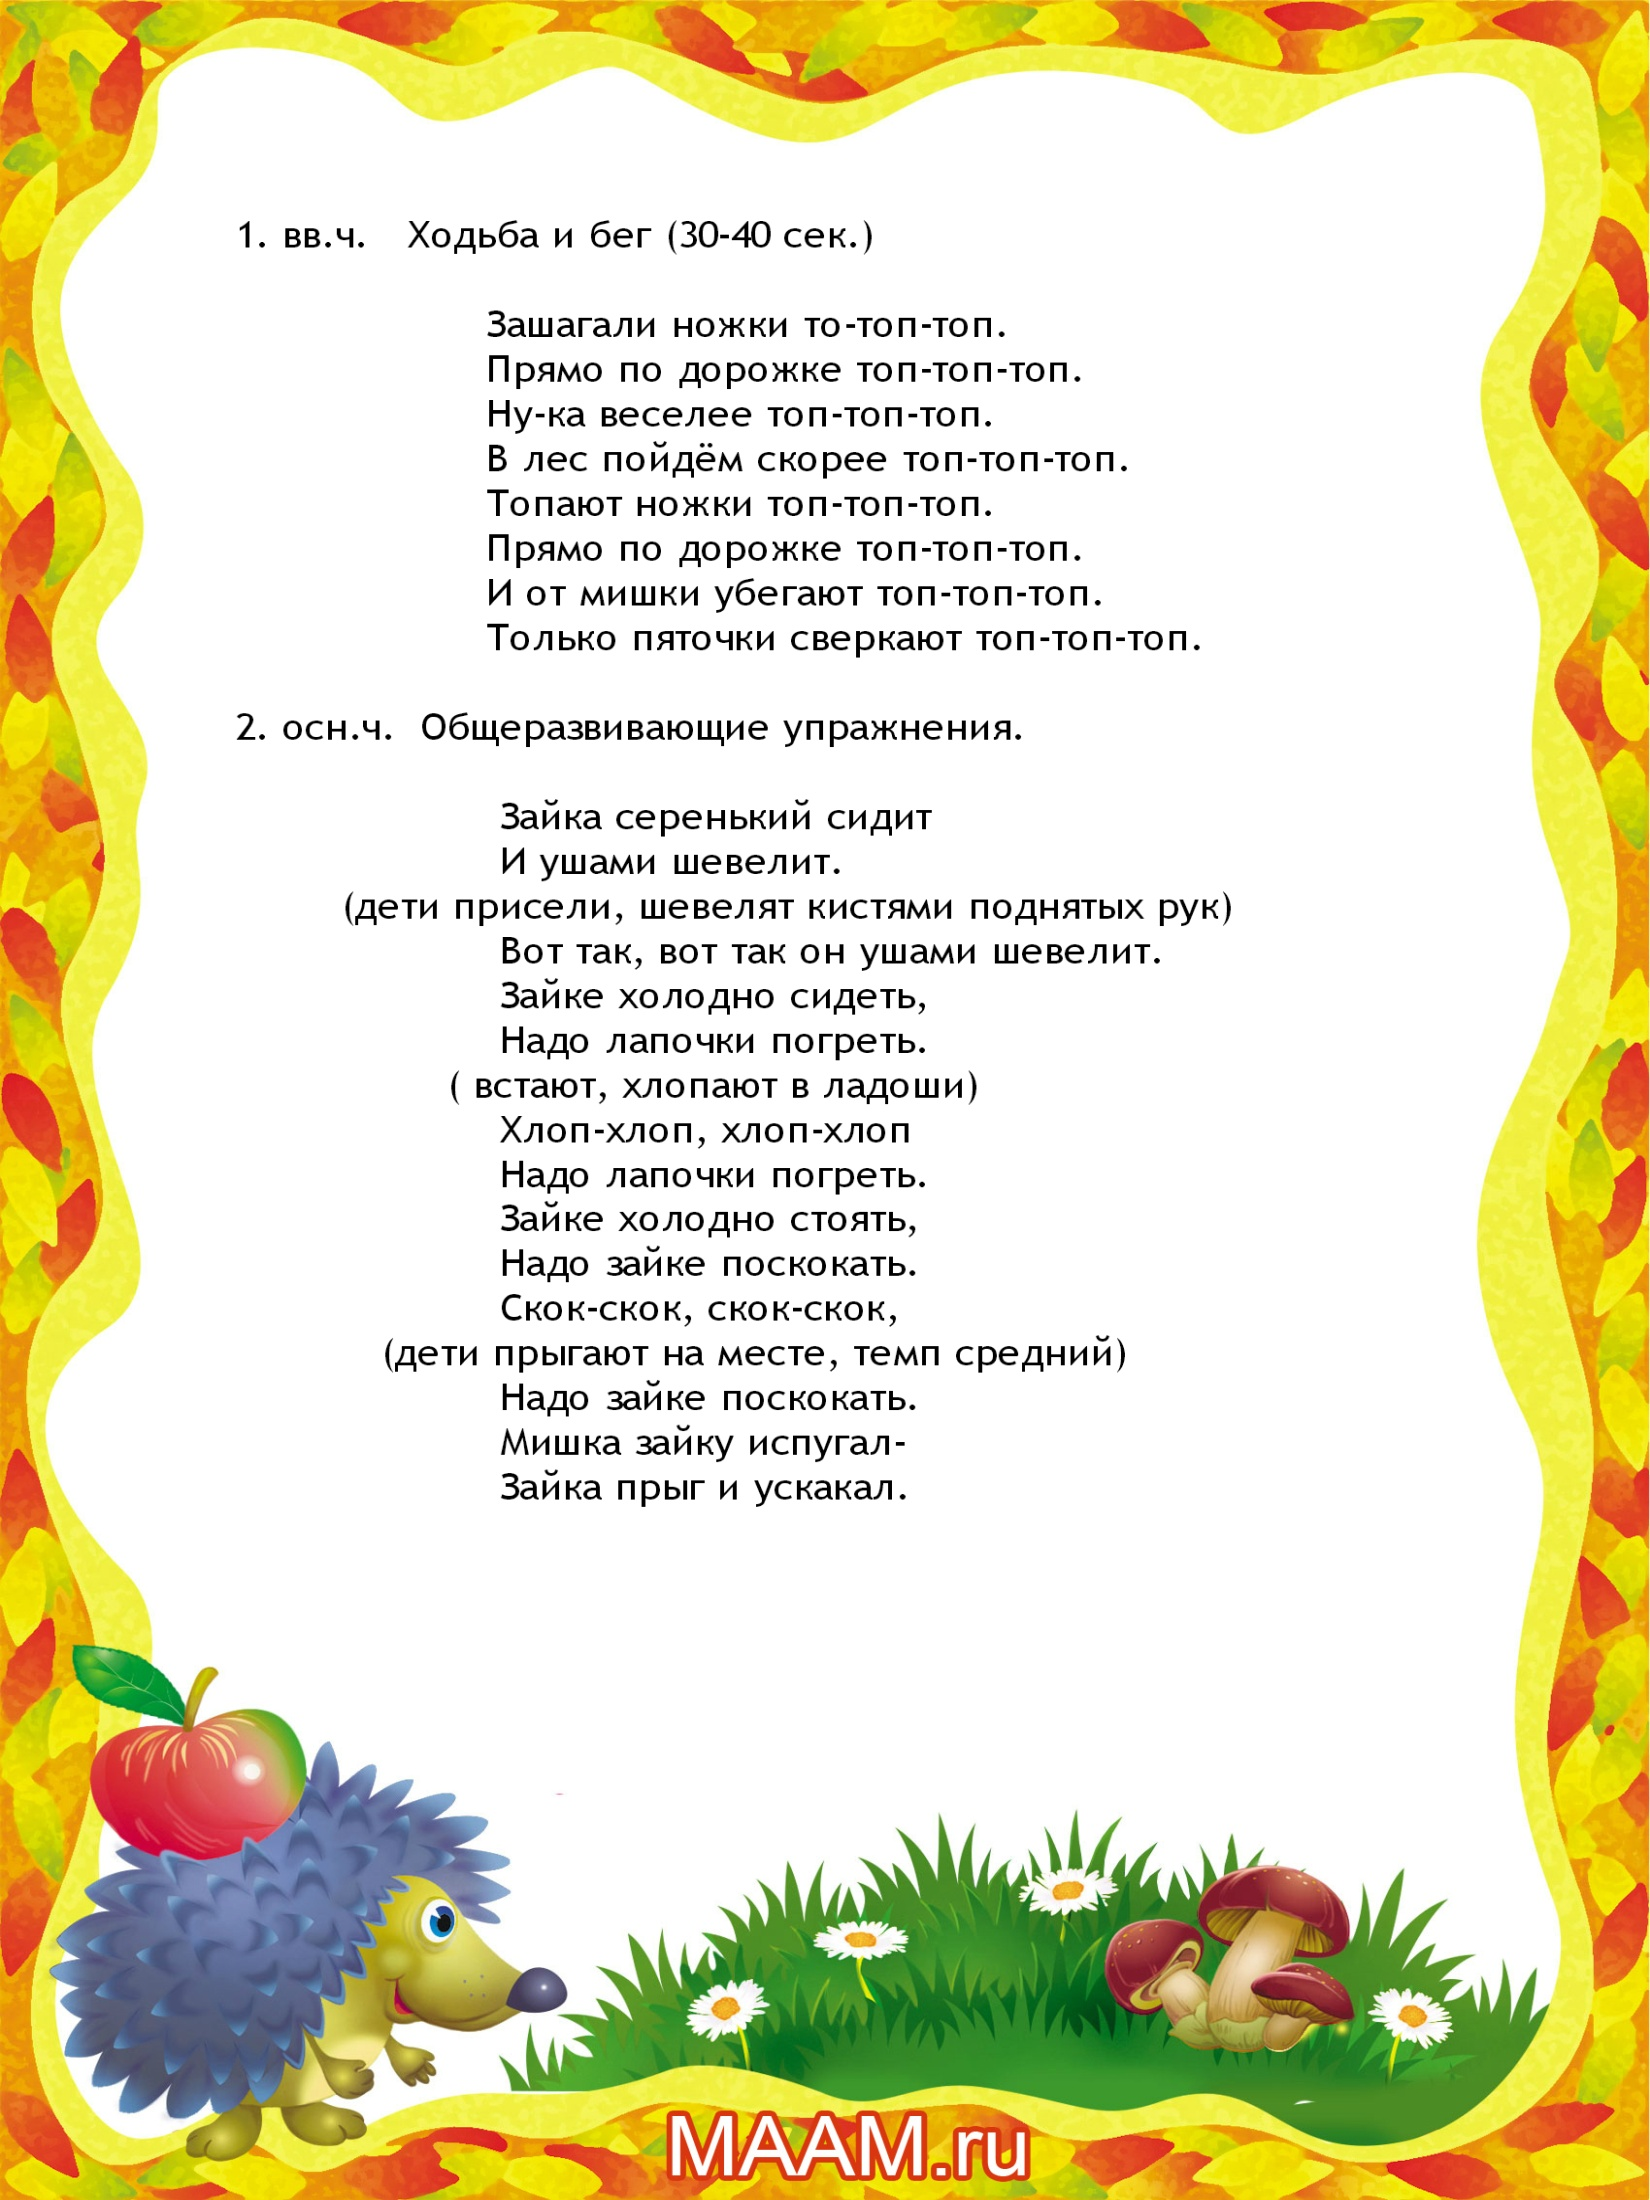 1. вв.ч. Ходьба и бег (30-40 сек.)
Зашагали ножки то-топ-топ.
Прямо по дорожке топ-топ-топ.
Ну-ка веселее топ-топ-топ.
В лес пойдём скорее топ-топ-топ.
Топают ножки топ-топ-топ.
Прямо по дорожке топ-топ-топ.
И от мишки убегают топ-топ-топ.
Только пяточки сверкают топ-топ-топ.
2. осн.ч. Общеразвивающие упражнения.
Зайка серенький сидит
И ушами шевелит.
(дети присели, шевелят кистями поднятых рук)
Вот так, вот так он ушами шевелит.
Зайке холодно сидеть,
Надо лапочки погреть.
( встают, хлопают в ладоши)
Хлоп-хлоп, хлоп-хлоп
Надо лапочки погреть.
Зайке холодно стоять,
Надо зайке поскокать.
Скок-скок, скок-скок,
(дети прыгают на месте, темп средний)
Надо зайке поскокать.
Мишка зайку испугал-
Зайка прыг и ускакал.
MAAM.ru